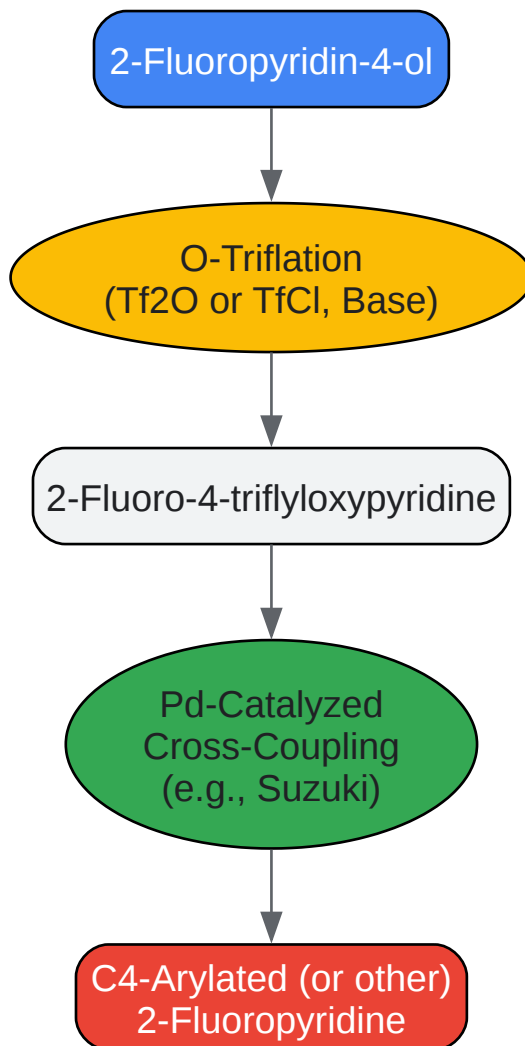 2-Fluoropyridin-4-ol
O-Triflation
(Tf2O or TfCl, Base)
2-Fluoro-4-triflyloxypyridine
Pd-Catalyzed
Cross-Coupling
(e.g., Suzuki)
C4-Arylated (or other)
2-Fluoropyridine